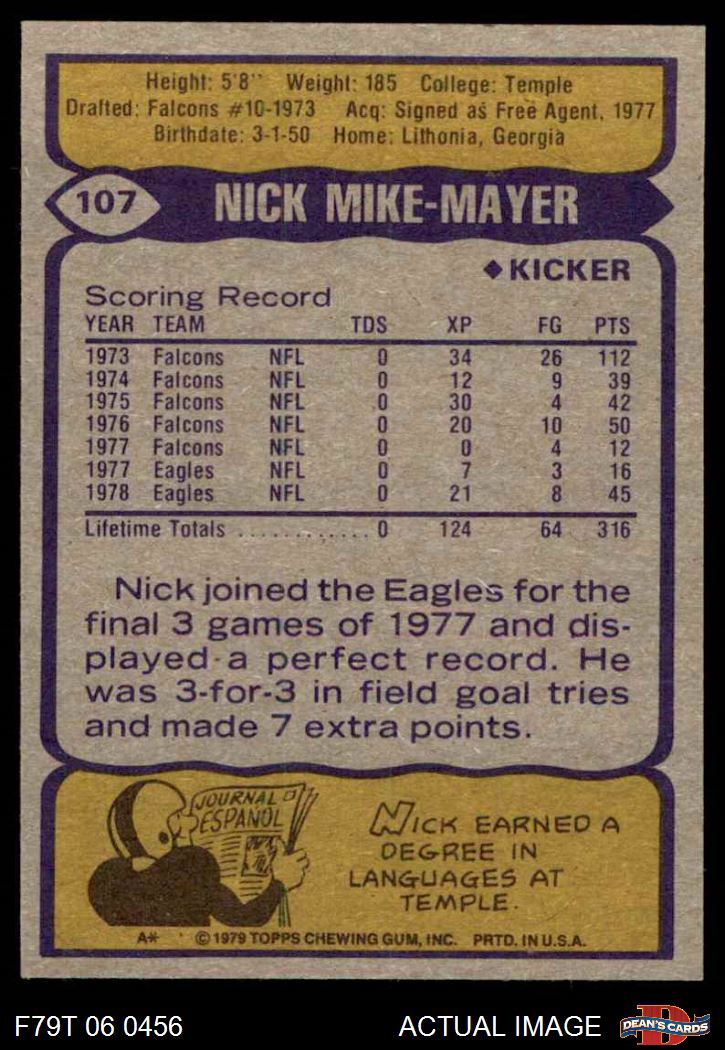 Height: 5'8" Weight: 185 College: Temple
Drafted: Falcons #10-1973 Acq: Signed as Free Agent, 1977
Birthdate: 3-1-50 Home: Lithonia, Georgia
107 NICK MIKE-MAYER
◆KICKER
Scoring Record
YEAR TEAM TDS XP FG PTS
1973 Falcons NFL 0 34 26 112
1974 Falcons NFL 0 12 9 39
1975 Falcons NFL 0 30 4 42
1976 Falcons NFL 0 20 10 50
1977 Falcons NFL 0 0 4 12
1977 Eagles NFL 0 7 3 16
1978 Eagles NFL 0 21 8 45
Lifetime Totals ............ 0 124 64 316
Nick joined the Eagles for the
final 3 games of 1977 and dis-
played a perfect record. He
was 3-for-3 in field goal tries
and made 7 extra points.
JOURNAL
ESPAÑOL
NICK EARNED A
DEGREE IN
LANGUAGES AT
TEMPLE.
A* ©1979 TOPPS CHEWING GUM, INC. PRTD. IN U.S.A.
F79T 06 0456 ACTUAL IMAGE D DEAN'S CARDS